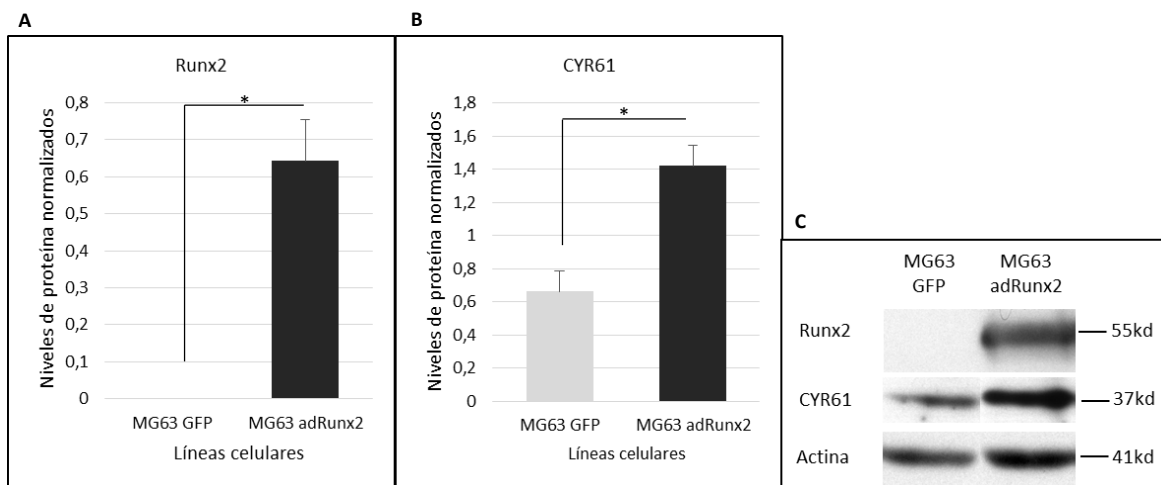 A
Runx2
Niveles de proteína normalizados
0,8
0,7
0,6
0,5
0,4
0,3
0,2
0,1
0
*
MG63 GFP
MG63 adRunx2
Líneas celulares
B
CYR61
Niveles de proteína normalizados
1,8
1,6
1,4
1,2
1
0,8
0,6
0,4
0,2
0
*
MG63 GFP
MG63 adRunx2
Líneas celulares
C
MG63
GFP
MG63
adRunx2
Runx2
55kd
CYR61
37kd
Actina
41kd